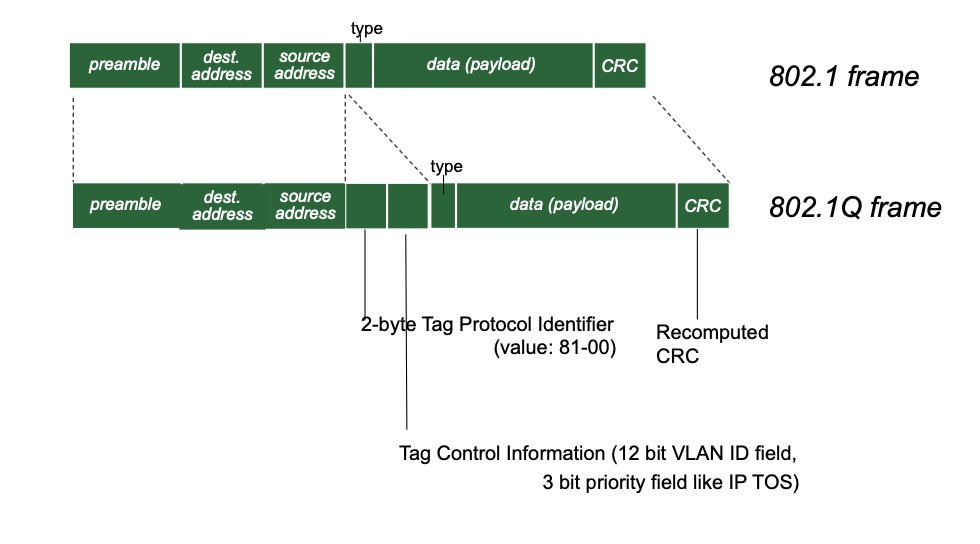 type
preamble
dest.
address
source
address
data (payload)
CRC
802.1 frame
type
preamble
dest.
address
source
address
data (payload)
CRC
802.1Q frame
2-byte Tag Protocol Identifier
(value: 81-00)
Recomputed
CRC
Tag Control Information (12 bit VLAN ID field,
3 bit priority field like IP TOS)